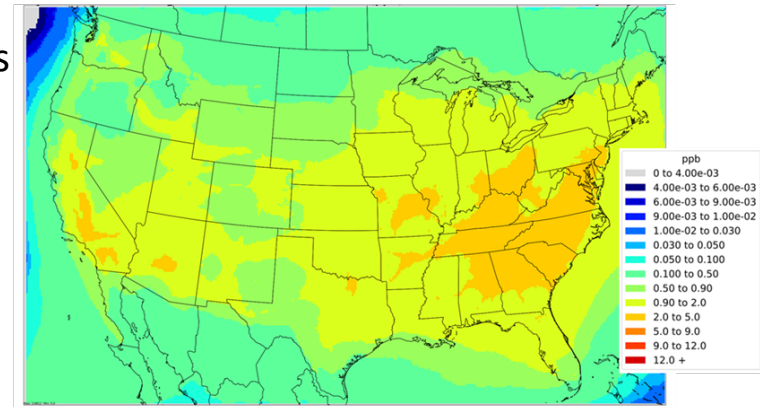 s
ppb
0 to 4.00e-03
4.00e-03 to 6.00e-03
6.00e-03 to 9.00e-03
9.00e-03 to 1.00e-02
1.00e-02 to 0.030
0.030 to 0.050
0.050 to 0.100
0.100 to 0.50
0.50 to 0.90
0.90 to 2.0
2.0 to 5.0
5.0 to 9.0
9.0 to 12.0
12.0 +